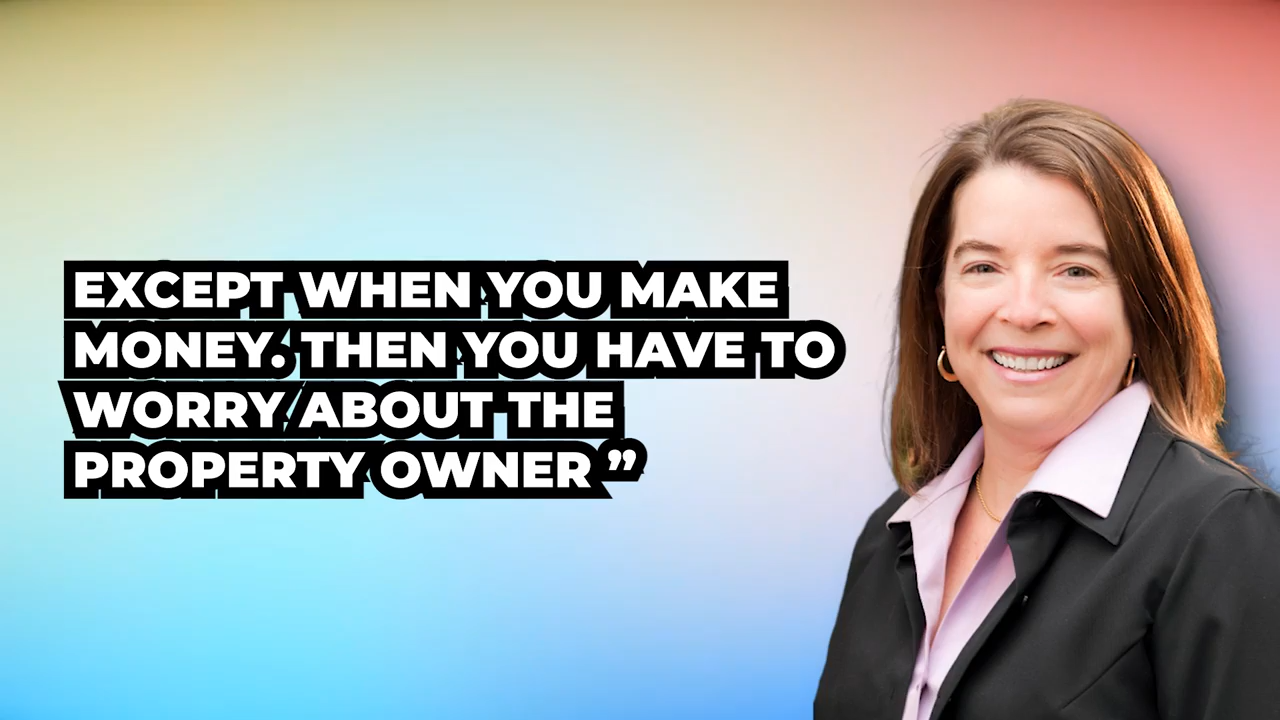 EXCEPT WHEN YOU MAKE
MONEY. THEN YOU HAVE TO
WORRY ABOUT THE
PROPERTY OWNER ”